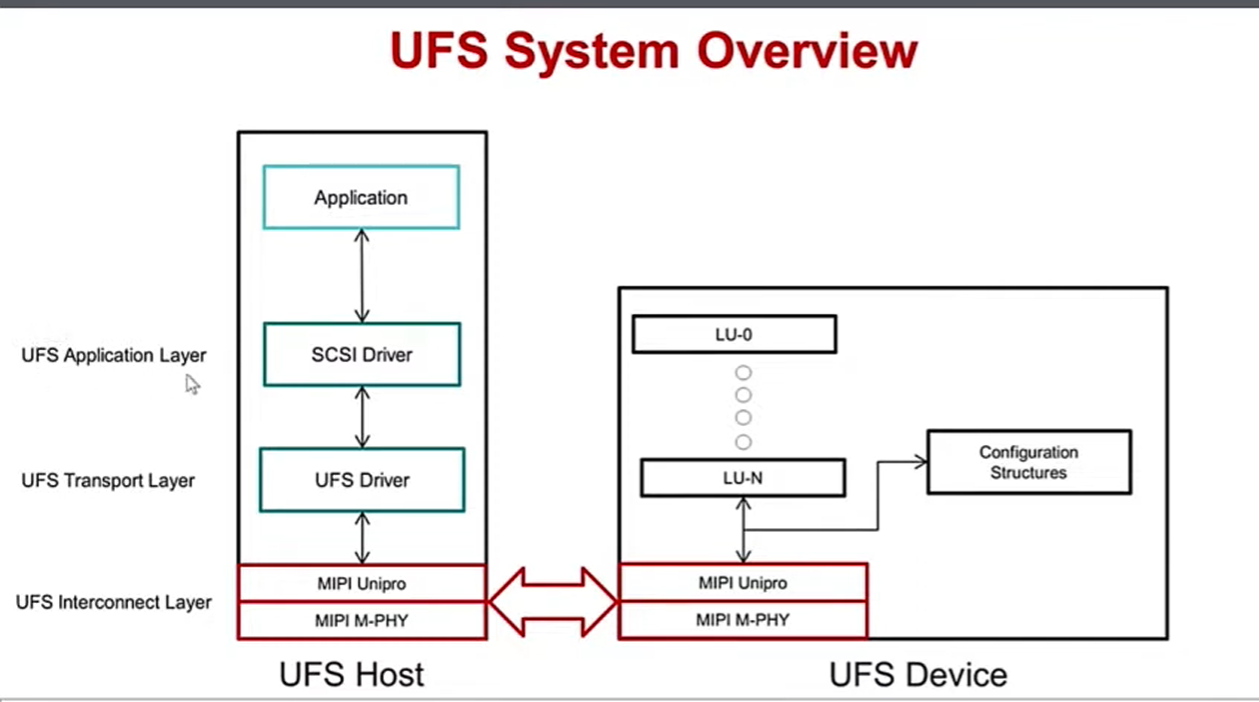 UFS System Overview
Application
UFS Application Layer
SCSI Driver
UFS Transport Layer
UFS Driver
UFS Interconnect Layer
MIPI Unipro
MIPI M-PHY
UFS Host
LU-0
LU-N
Configuration
Structures
MIPI Unipro
MIPI M-PHY
UFS Device